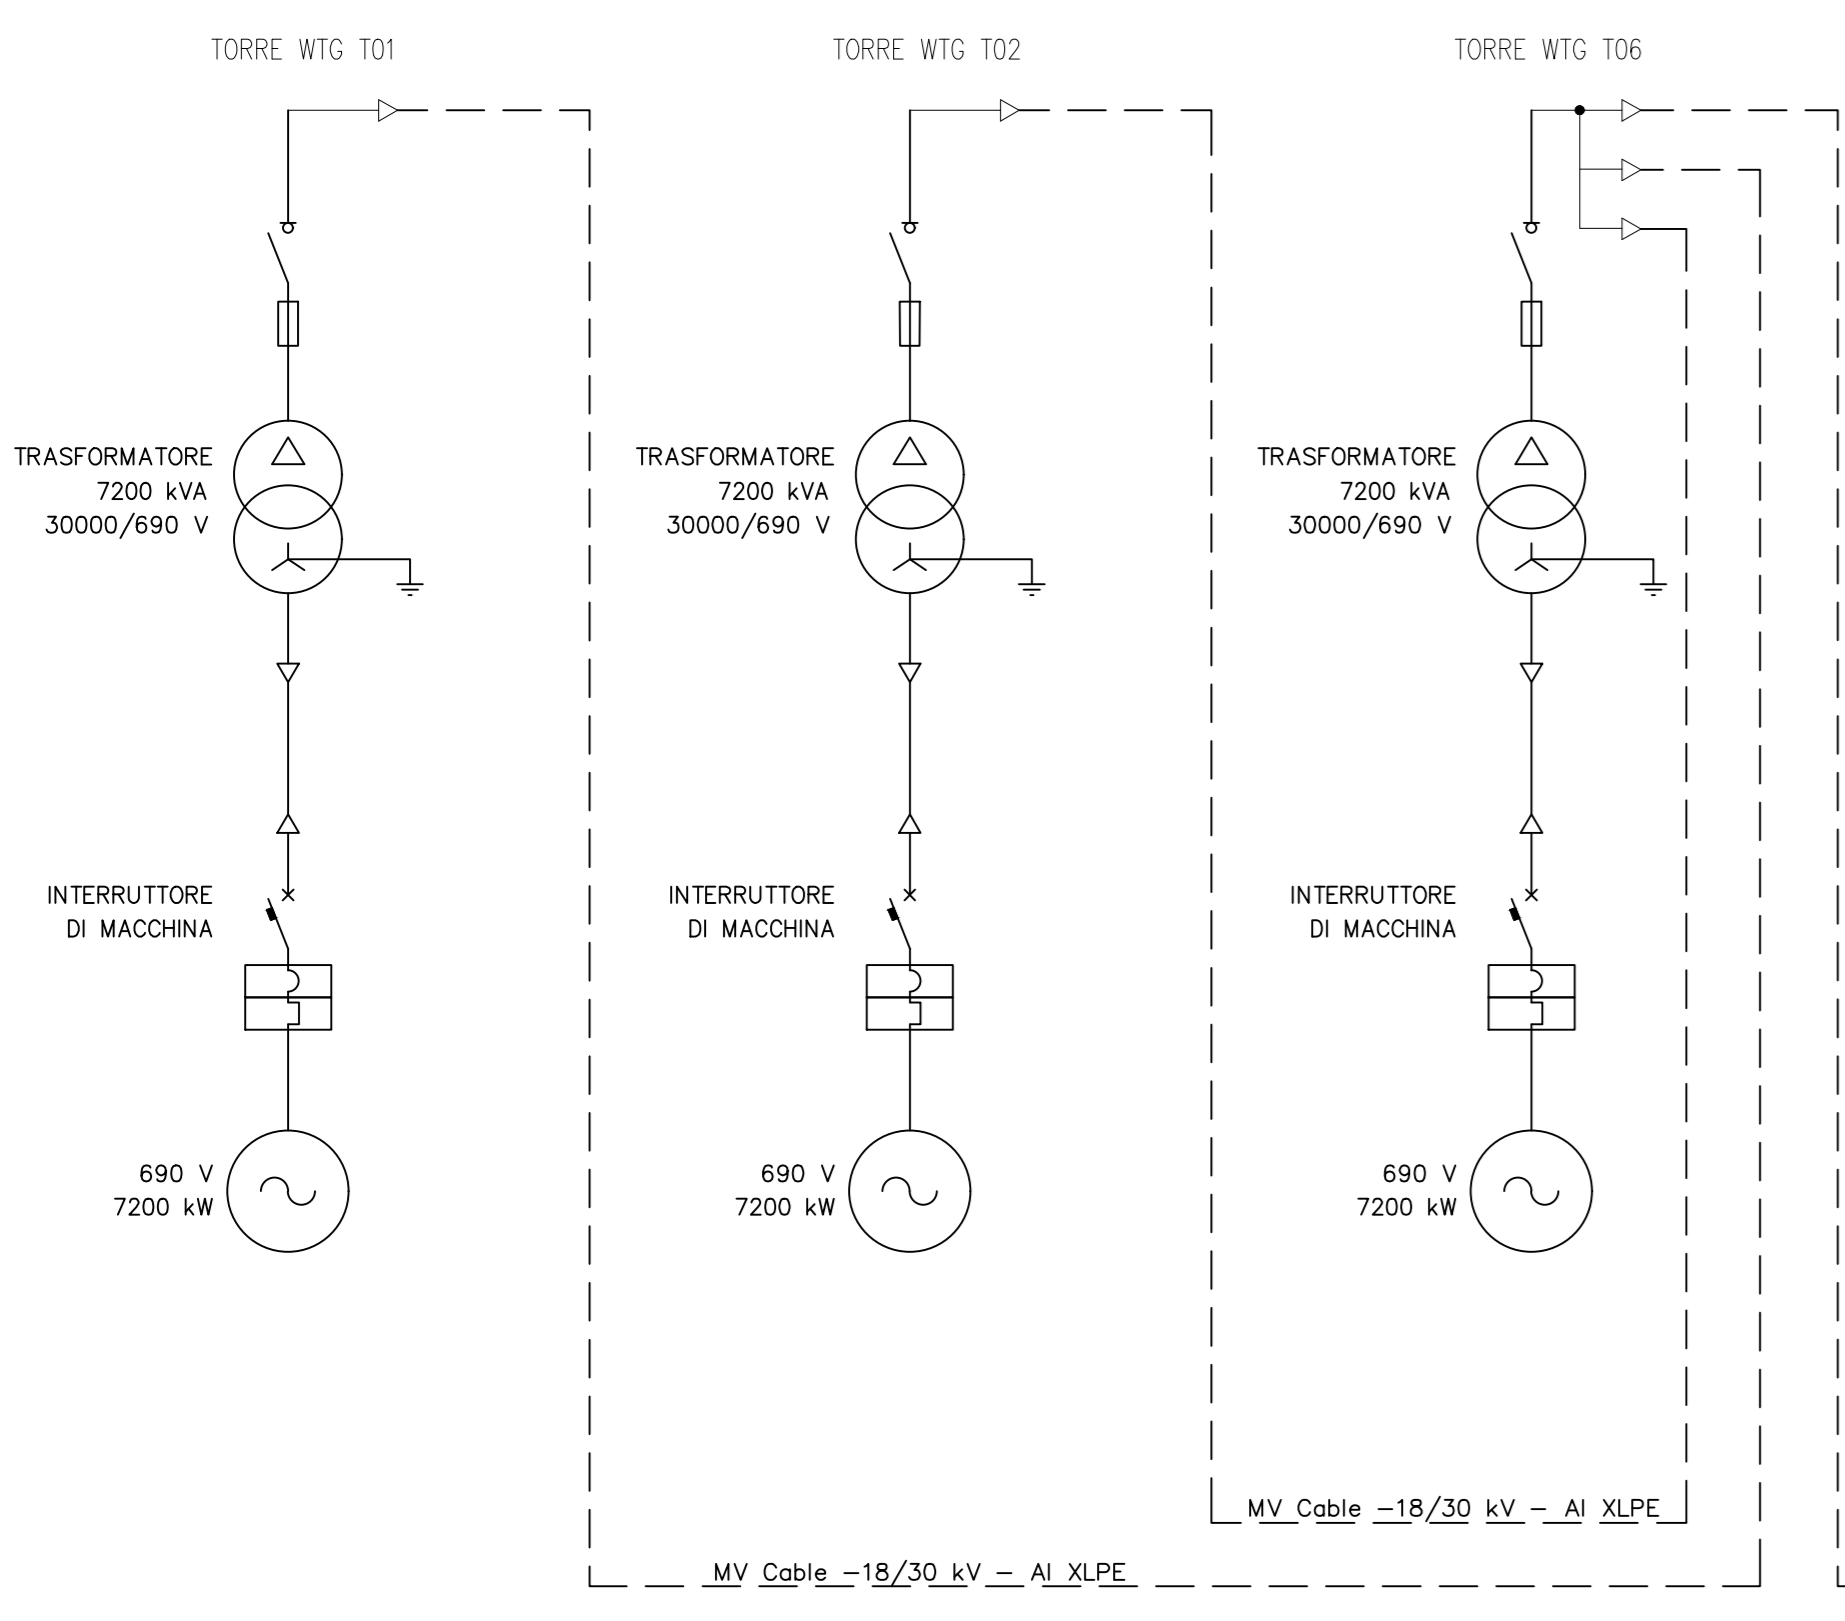 TORRE WTG T01
TORRE WTG T02
TORRE WTG T06
TRASFORMATORE
7200 kVA
30000/690 V
TRASFORMATORE
7200 kVA
30000/690 V
TRASFORMATORE
7200 kVA
30000/690 V
INTERRUTTORE
DI MACCHINA
INTERRUTTORE
DI MACCHINA
INTERRUTTORE
DI MACCHINA
690 V
7200 kW
690 V
7200 kW
690 V
7200 kW
MV Cable -18/30 kV - Al XLPE
MV Cable -18/30 kV - Al XLPE